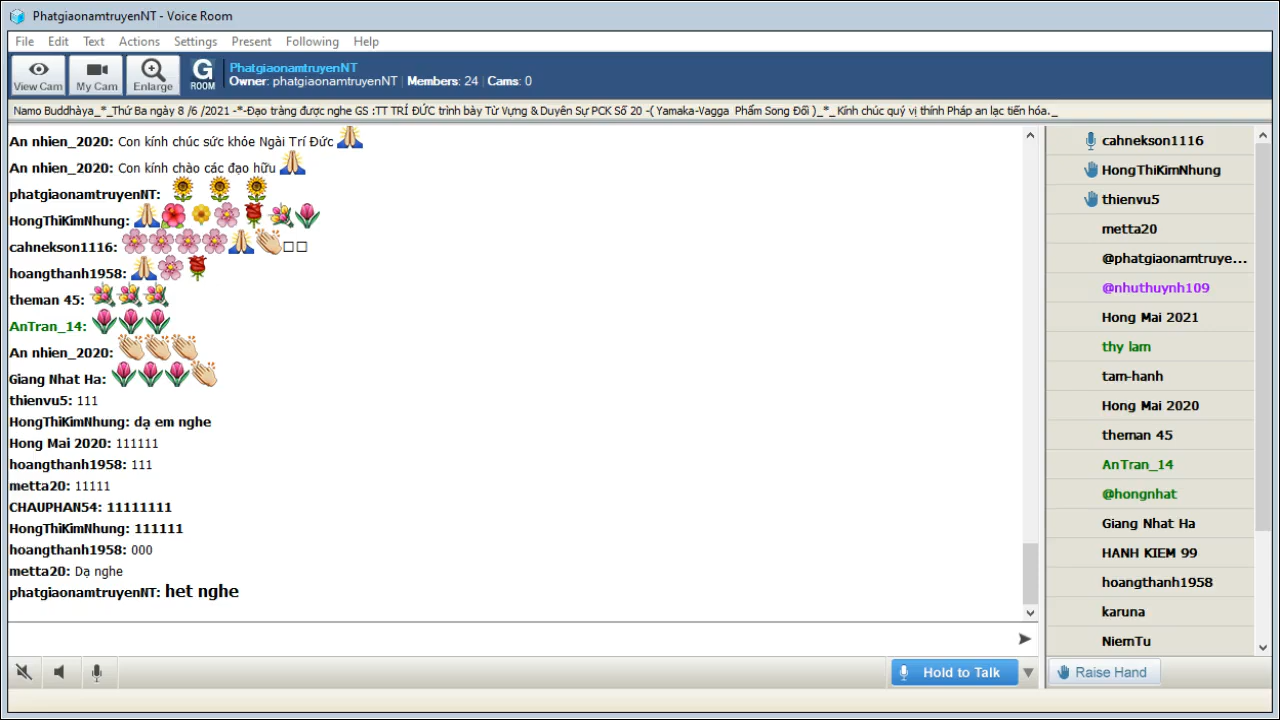 PhatgiaonamtruyenNT - Voice Room
File Edit Text Actions Settings Present Following Help
View Cam My Cam Enlarge G ROOM
PhatgiaonamtruyenNT
Owner: phatgiaonamtruyenNT | Members: 24 | Cams: 0
Namo Buddhàya_*_Thứ Ba ngày 8 /6 /2021 -*-Đạo tràng được nghe GS :TT TRÍ ĐỨC trình bày Từ Vựng & Duyên Sự PCK Số 20 -( Yamaka-Vagga Phẩm Song Đối )_*_ Kính chúc quý vị thính Pháp an lạc tiến hóa._
An nhien_2020: Con kính chúc sức khỏe Ngài Trí Đức
An nhien_2020: Con kính chào các đạo hữu
phatgiaonamtruyenNT:
HongThiKimNhung:
cahnekson1116:
hoangthanh1958:
theman 45:
AnTran_14:
An nhien_2020:
Giang Nhat Ha:
thienvu5: 111
HongThiKimNhung: dạ em nghe
Hong Mai 2020: 111111
hoangthanh1958: 111
metta20: 11111
CHAUPHAN54: 11111111
HongThiKimNhung: 111111
hoangthanh1958: 000
metta20: Dạ nghe
phatgiaonamtruyenNT: het nghe
cahnekson1116
HongThiKimNhung
thienvu5
metta20
@phatgiaonamtruye...
@nhuthuynh109
Hong Mai 2021
thy lam
tam-hanh
Hong Mai 2020
theman 45
AnTran_14
@hongnhat
Giang Nhat Ha
HANH KIEM 99
hoangthanh1958
karuna
NiemTu
Hold to Talk
Raise Hand